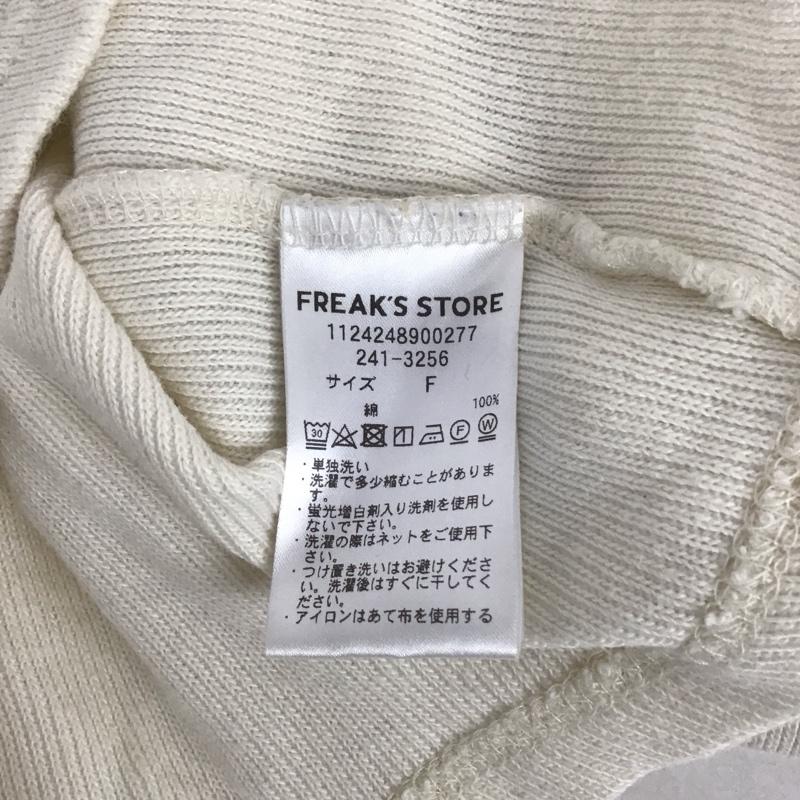 FREAK'S STORE
1124248900277
241-3256
サイズ F
綿 100%
30 F W
・単独洗い
・洗濯で多少縮むことがありま
す。
・蛍光増白剤入り洗剤を使用し
ないで下さい。
・洗濯の際はネットをご使用下
さい。
・つけ置き洗いはお避けくださ
い。洗濯後はすぐに干してく
ださい。
・アイロンはあて布を使用する